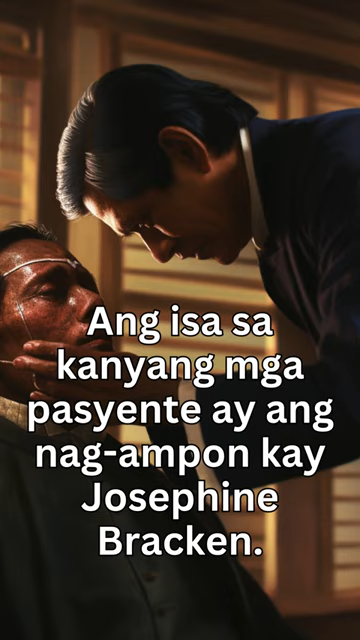 Ang isa sa
kanyang mga
pasyente ay ang
nag-ampon kay
Josephine
Bracken.